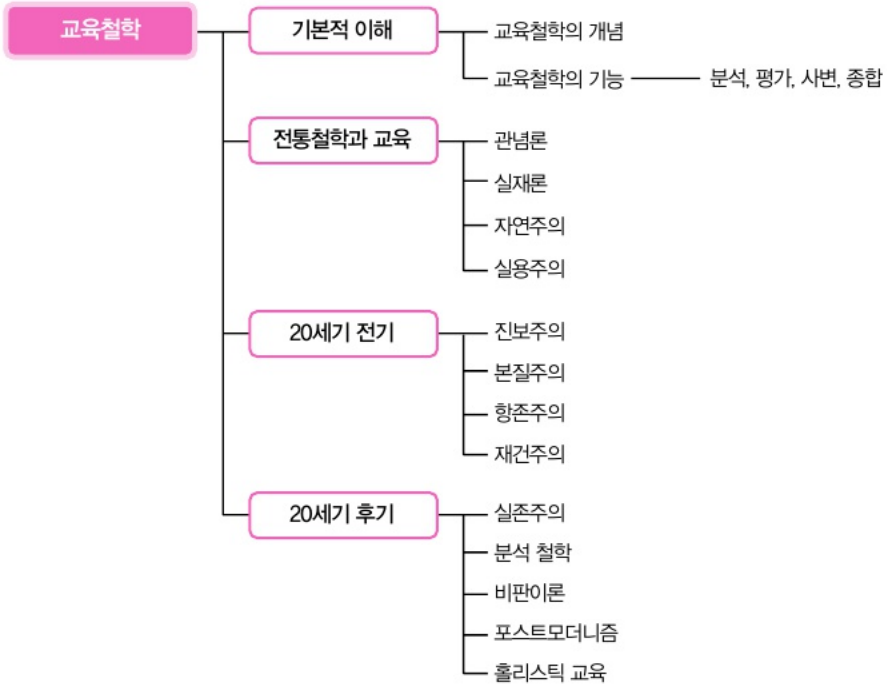 교육철학
기본적 이해
교육철학의 개념
교육철학의 기능
분석, 평가, 사변, 종합
전통철학과 교육
관념론
실재론
자연주의
실용주의
20세기 전기
진보주의
본질주의
항존주의
재건주의
20세기 후기
실존주의
분석 철학
비판이론
포스트모더니즘
홀리스틱 교육